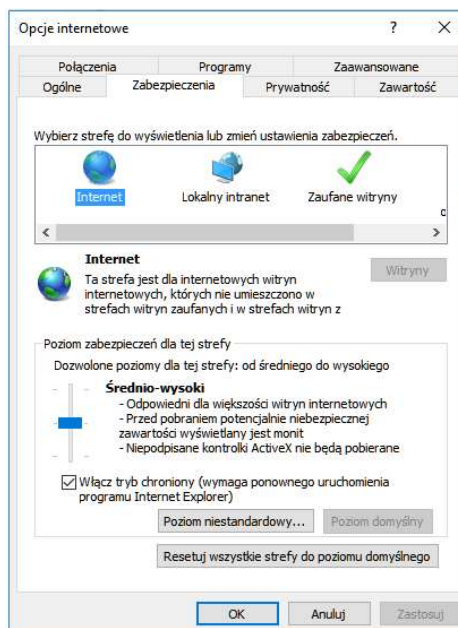 Opcje internetowe
Połączenia Programy Zaawansowane
Ogólne Zabezpieczenia Prywatność Zawartość
Wybierz strefę do wyświetlenia lub zmień ustawienia zabezpieczeń.
Internet Lokalny intranet Zaufane witryny
Internet
Witryny
Ta strefa jest dla internetowych witryn
internetowych, których nie umieszczono w
strefach witryn zaufanych i w strefach witryn z
Poziom zabezpieczeń dla tej strefy
Dozwolone poziomy dla tej strefy: od średniego do wysokiego
Średnio-wysoki
- Odpowiedni dla większości witryn internetowych
- Przed pobraniem potencjalnie niebezpiecznej
zawartości wyświetlany jest monit
- Niepodpisane kontrolki ActiveX nie będą pobierane
Włącz tryb chroniony (wymaga ponownego uruchomienia
programu Internet Explorer)
Poziom niestandardowy... Poziom domyślny
Resetuj wszystkie strefy do poziomu domyślnego
OK Anuluj Zastosuj